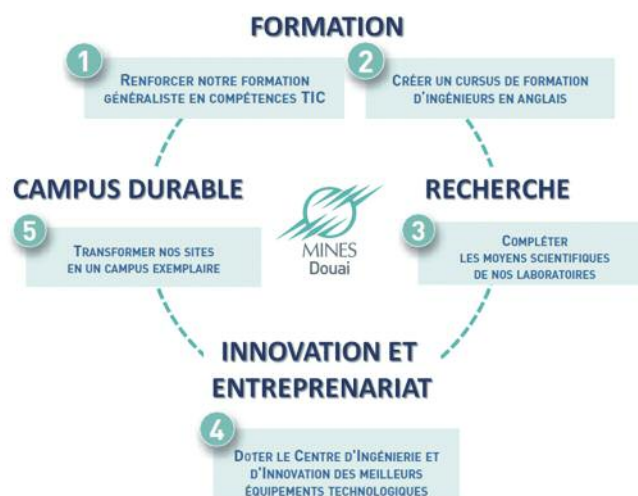 FORMATION
1
RENFORCER NOTRE FORMATION
GÉNÉRALISTE EN COMPÉTENCES TIC
2
CRÉER UN CURSUS DE FORMATION
D'INGÉNIEURS EN ANGLAIS
CAMPUS DURABLE
5
TRANSFORMER NOS SITES
EN UN CAMPUS EXEMPLAIRE
MINES
Douai
RECHERCHE
3
COMPLÉTER
LES MOYENS SCIENTIFIQUES
DE NOS LABORATOIRES
INNOVATION ET
ENTREPRENARIAT
4
DOTER LE CENTRE D'INGÉNIERIE ET
D'INNOVATION DES MEILLEURS
ÉQUIPEMENTS TECHNOLOGIQUES